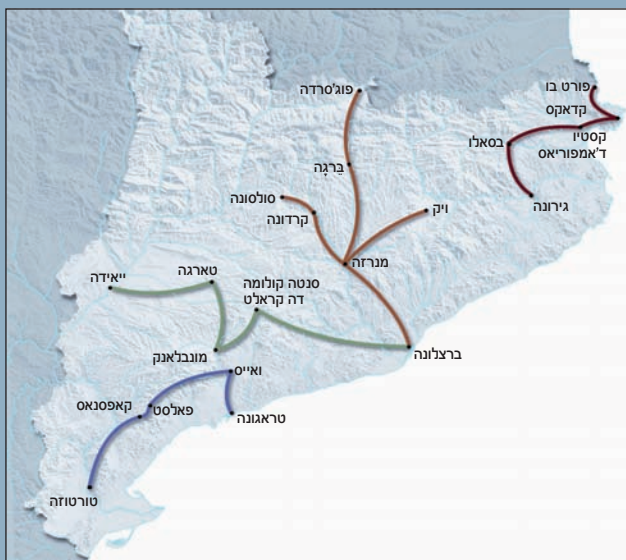 פוג'סרדה
פורט בו
קדאקס
קסטיו
ד'אמפוריאס
בסאלו
בֵּרגָה
סולסונה
גירונה
ויק
קרדונה
מנרזה
סנטה קולומה
דה קראלט
טארגה
ייאידה
ברצלונה
מונבלאנק
ואייס
קאפסנאס
פאלסט
טראגונה
טורטוזה